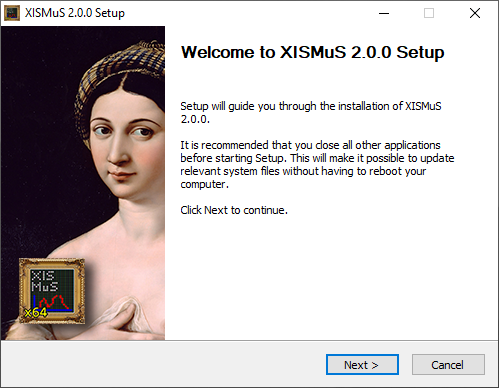 XISMuS 2.0.0 Setup
Welcome to XISMuS 2.0.0 Setup
Setup will guide you through the installation of XISMuS
2.0.0.
It is recommended that you close all other applications
before starting Setup. This will make it possible to update
relevant system files without having to reboot your
computer.
Click Next to continue.
XIS
MuS
x64
Next >
Cancel